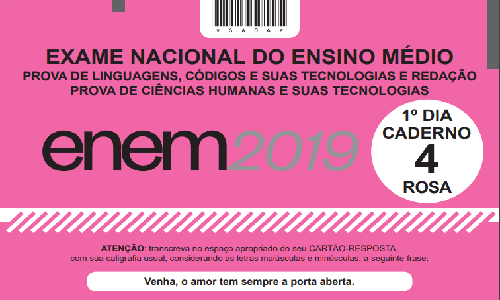 EXAME NACIONAL DO ENSINO MÉDIO
PROVA DE LINGUAGENS, CÓDIGOS E SUAS TECNOLOGIAS E REDAÇÃO
PROVA DE CIÊNCIAS HUMANAS E SUAS TECNOLOGIAS
enem2019
1º DIA
CADERNO
4
ROSA
ATENÇÃO: transcreva no espaço apropriado do seu CARTÃO-RESPOSTA,
com sua caligrafia usual, considerando as letras maiúsculas e minúsculas, a seguinte frase:
Venha, o amor tem sempre a porta aberta.